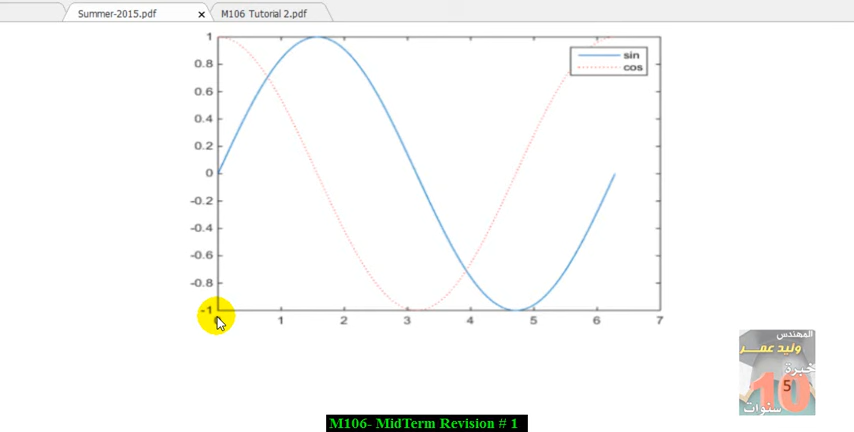 Summer-2015.pdf x M106 Tutorial 2.pdf
1
0.8
0.6
0.4
0.2
0
-0.2
-0.4
-0.6
-0.8
-1
sin
cos
1 2 3 4 5 6 7
المهندس
وليد عمر
خبرة
10
5
سنوات
M106- MidTerm Revision # 1